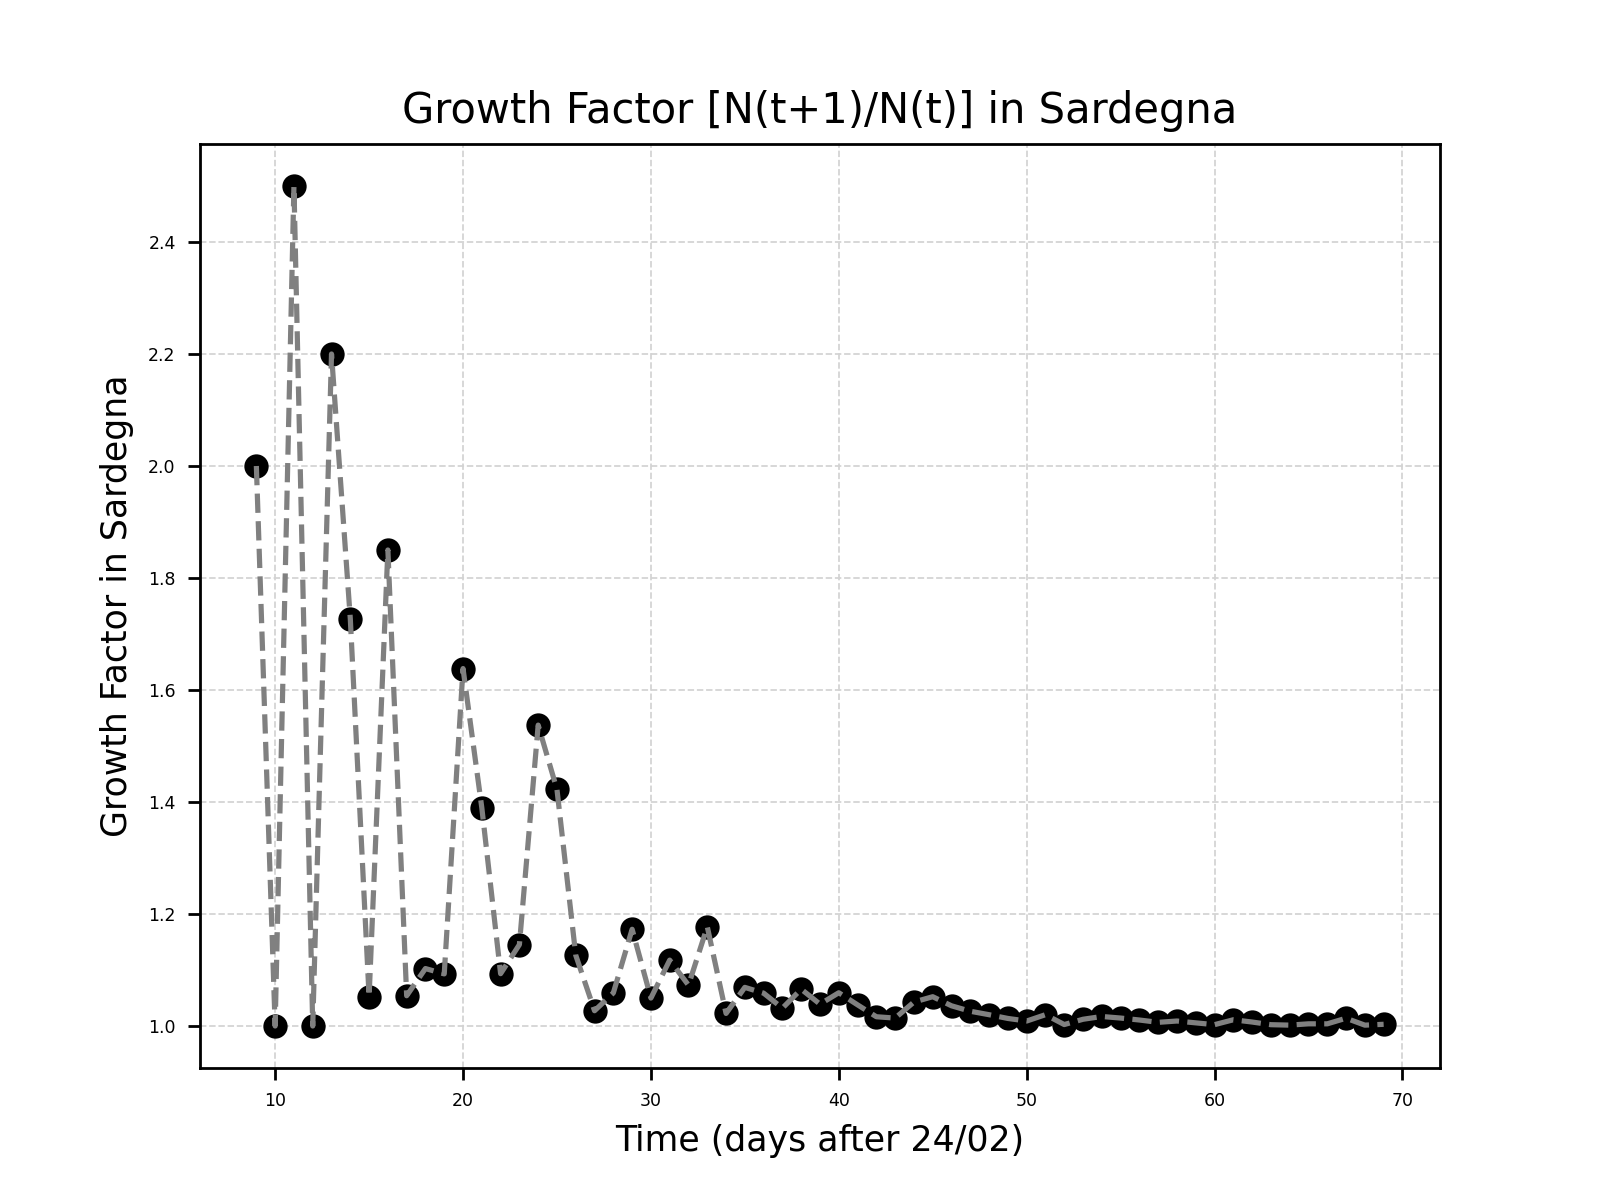 Growth Factor [N(t+1)/N(t)] in Sardegna
Growth Factor in Sardegna
2.4
2.2
2.0
1.8
1.6
1.4
1.2
1.0
10 20 30 40 50 60 70
Time (days after 24/02)